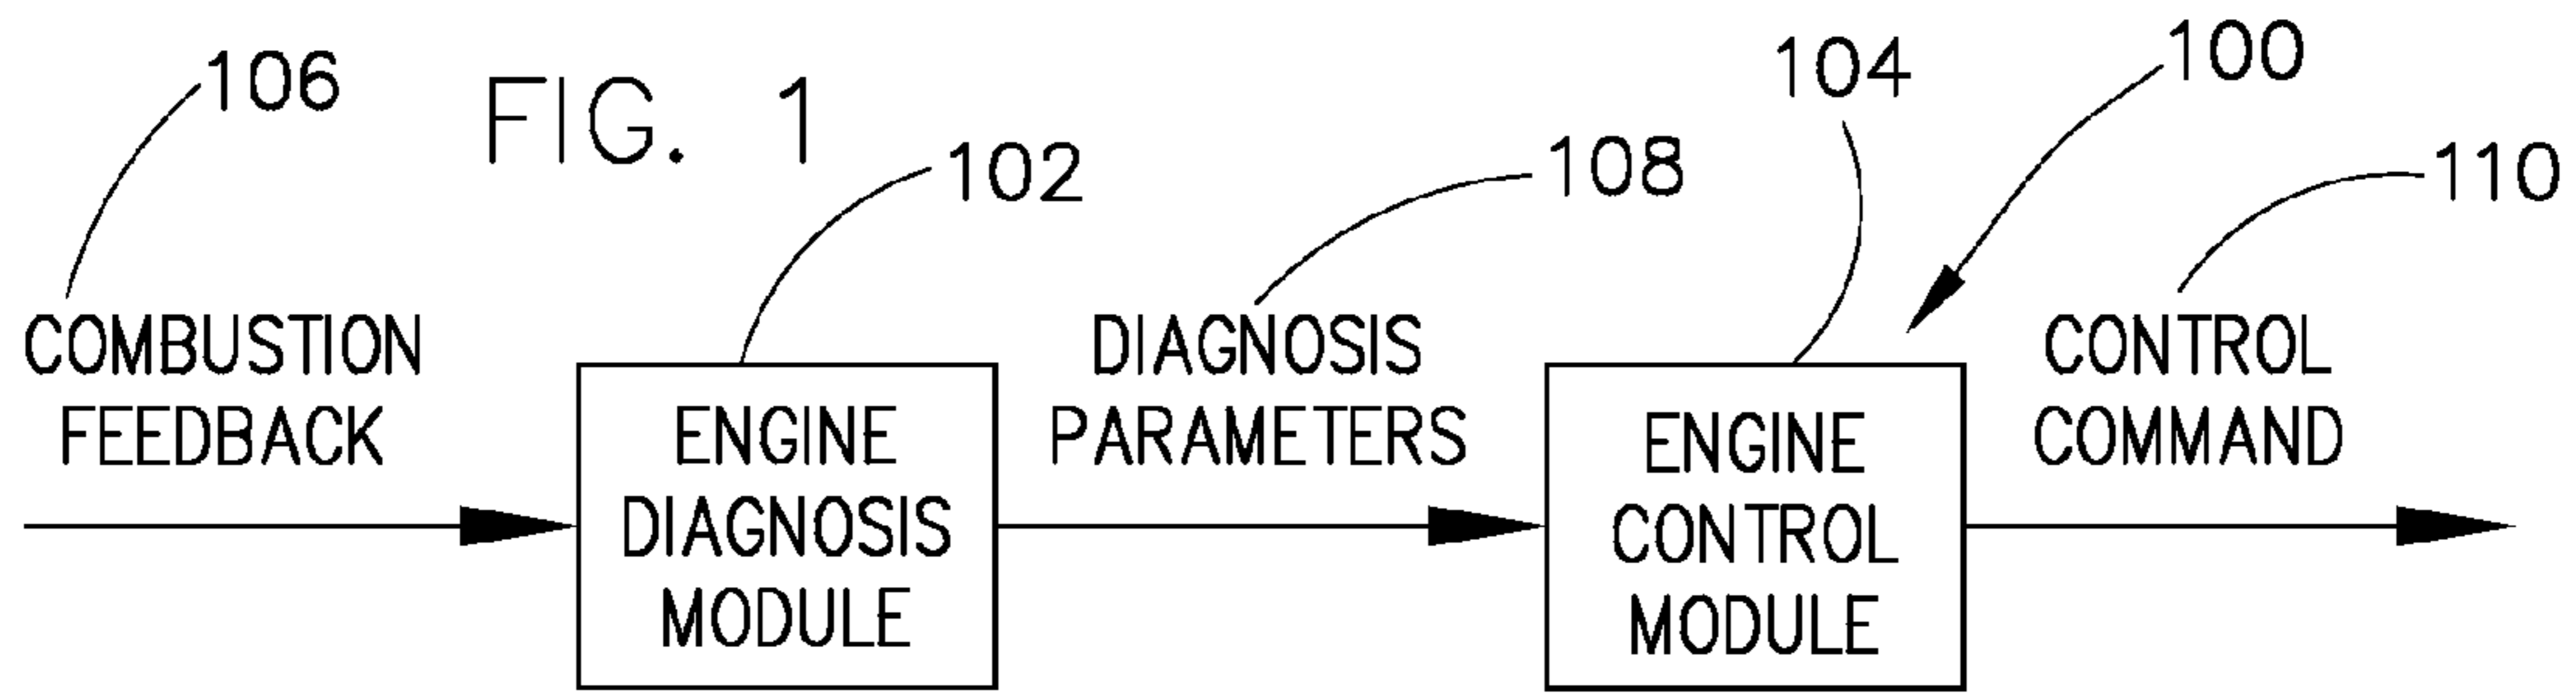 106
FIG. 1
102
108
104
100
110
COMBUSTION
FEEDBACK
ENGINE
DIAGNOSIS
MODULE
DIAGNOSIS
PARAMETERS
ENGINE
CONTROL
MODULE
CONTROL
COMMAND